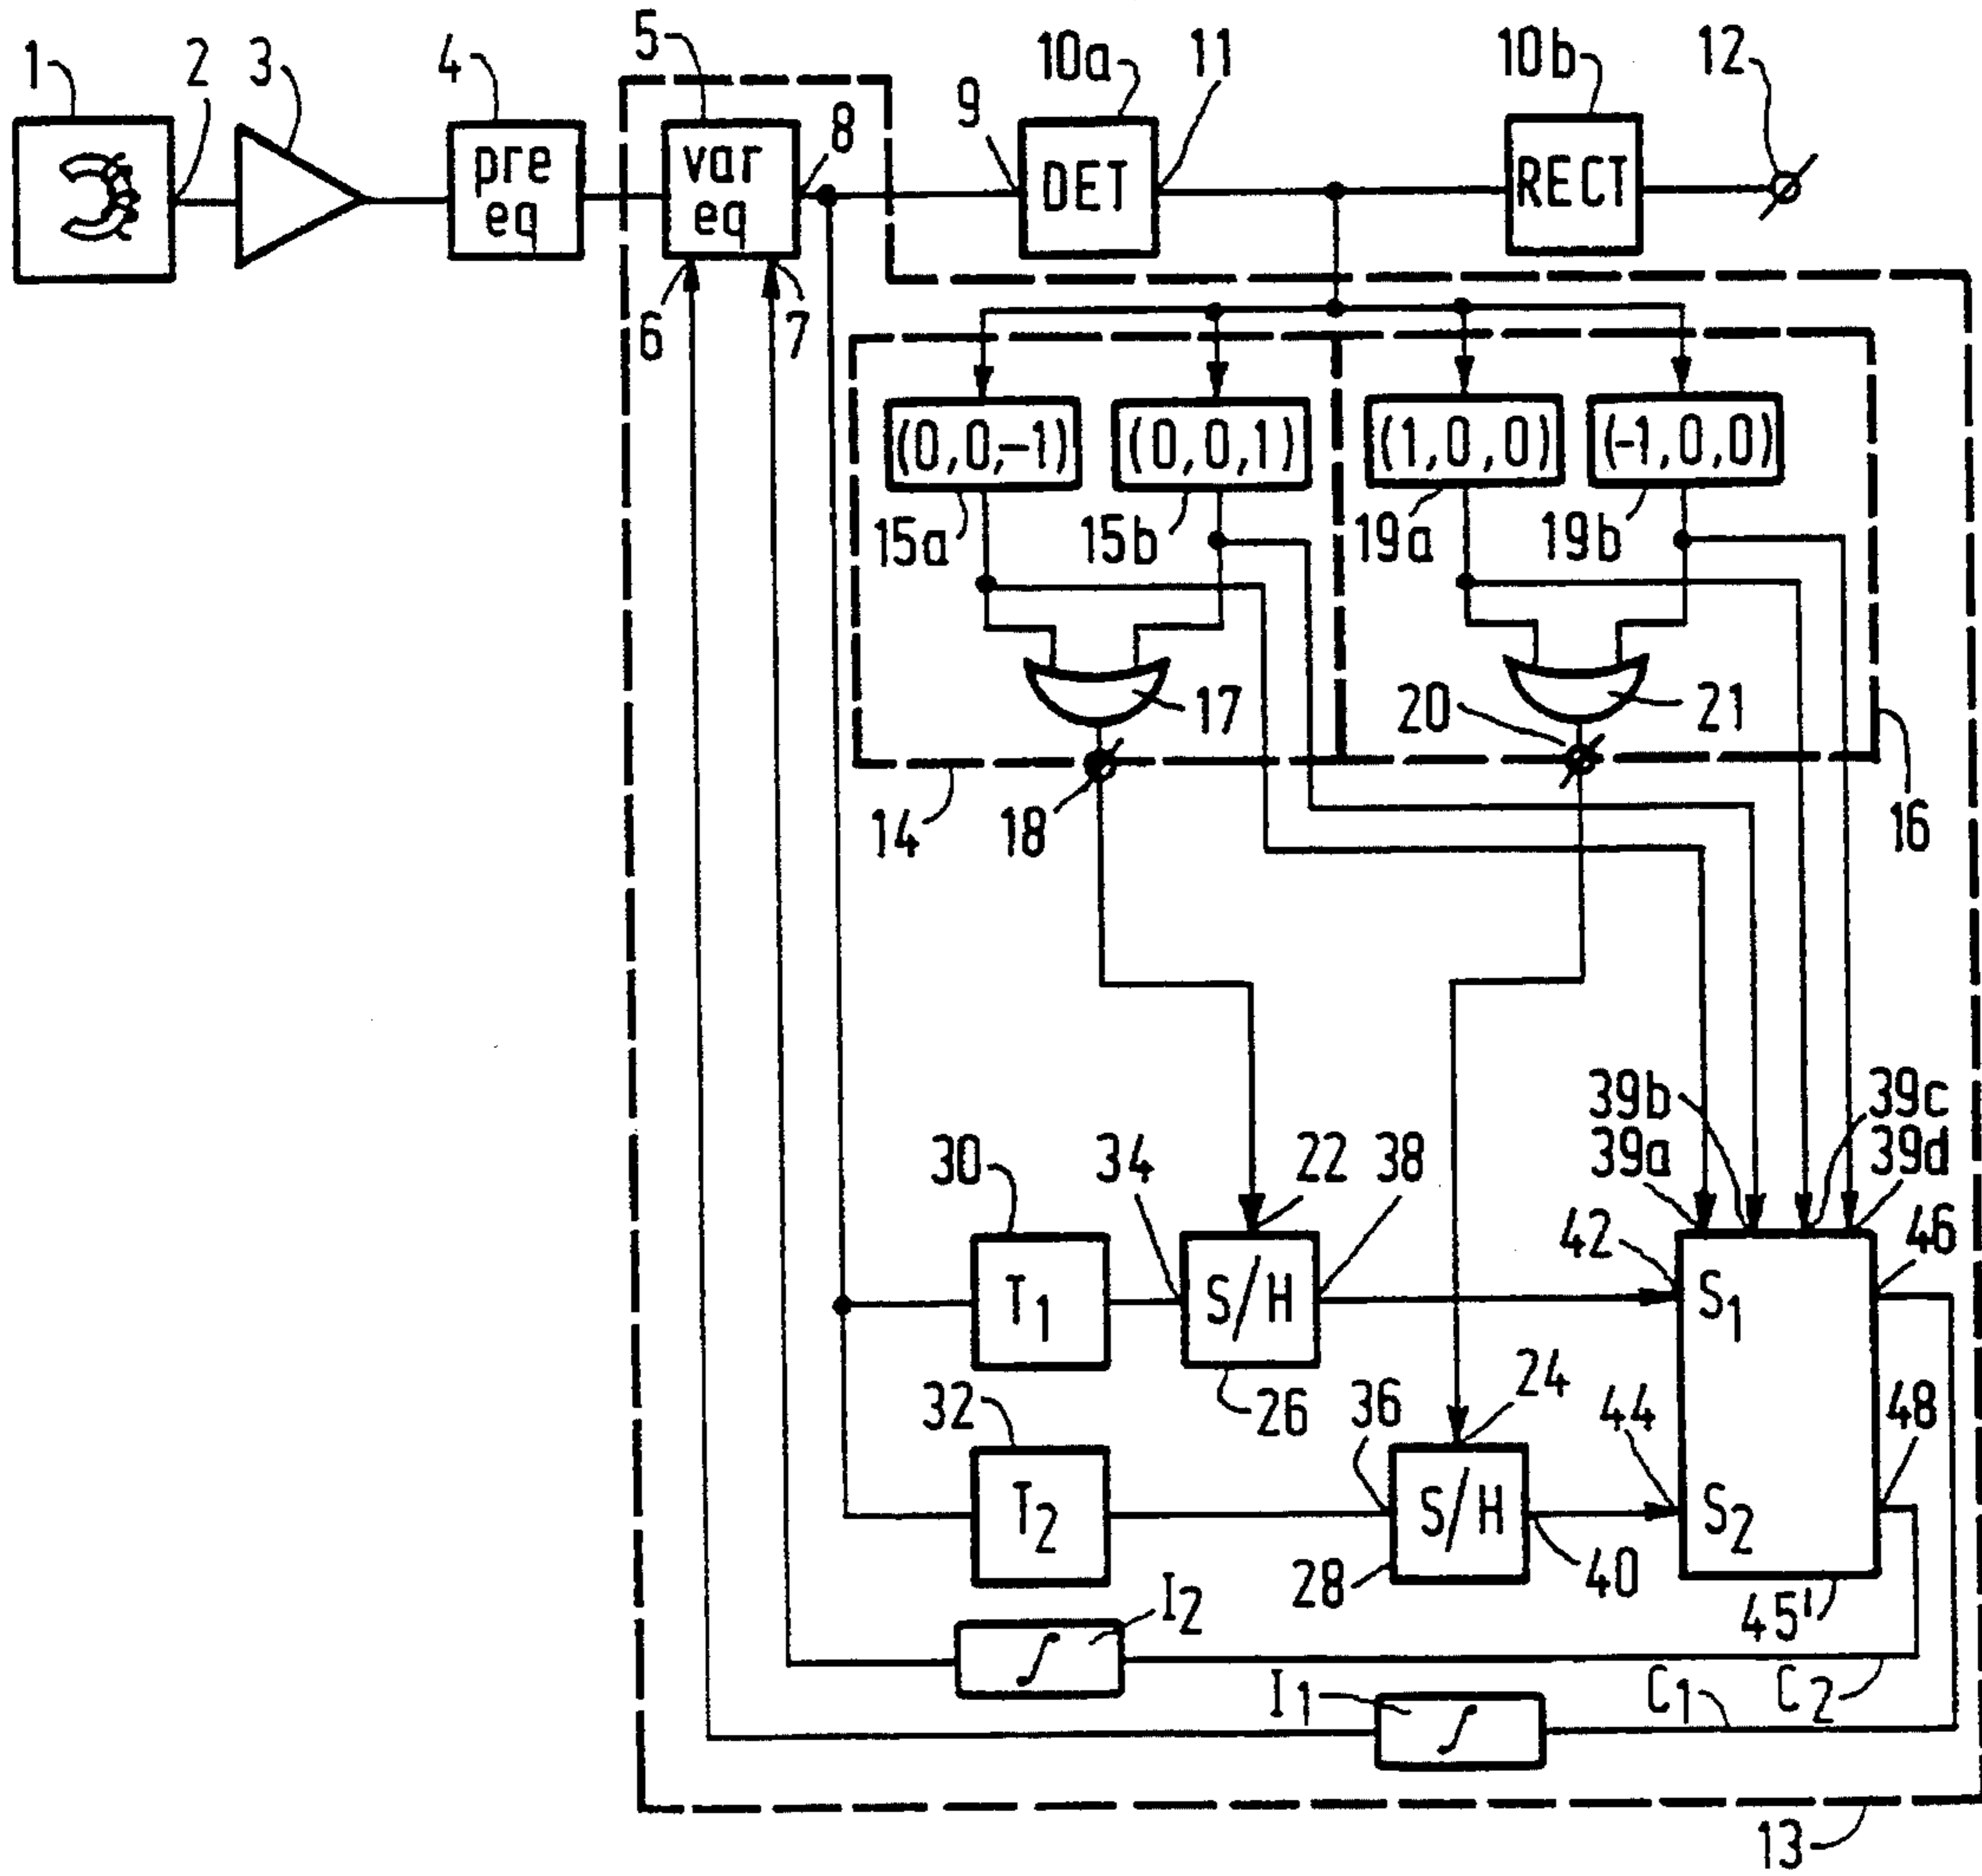 1
2
3
4
5
10a
11
10b
12
pre
eq
var
eq
8
9
DET
RECT
6
7
(0,0,-1)
(0,0,1)
(1,0,0)
(-1,0,0)
15a
15b
19a
19b
17
20
21
14
18
16
39b
39c
39a
39d
30
34
22
38
42
46
T1
S/H
S1
32
26
36
24
44
48
T2
S/H
S2
28
40
45'
I2
I1
C1
C2
13